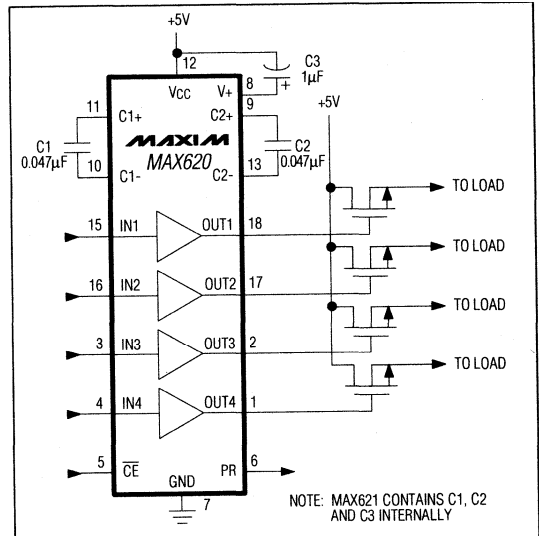 +5V
12
VCC
C3
1µF
+
8
V+
11
C1+
9
C2+
+5V
MAXIM
MAX620
C1
0.047µF
C2
0.047µF
10
C1-
13
C2-
TO LOAD
15
IN1
OUT1
18
TO LOAD
16
IN2
OUT2
17
TO LOAD
3
IN3
OUT3
2
TO LOAD
4
IN4
OUT4
1
5
CE
PR
6
GND
7
NOTE: MAX621 CONTAINS C1, C2
AND C3 INTERNALLY